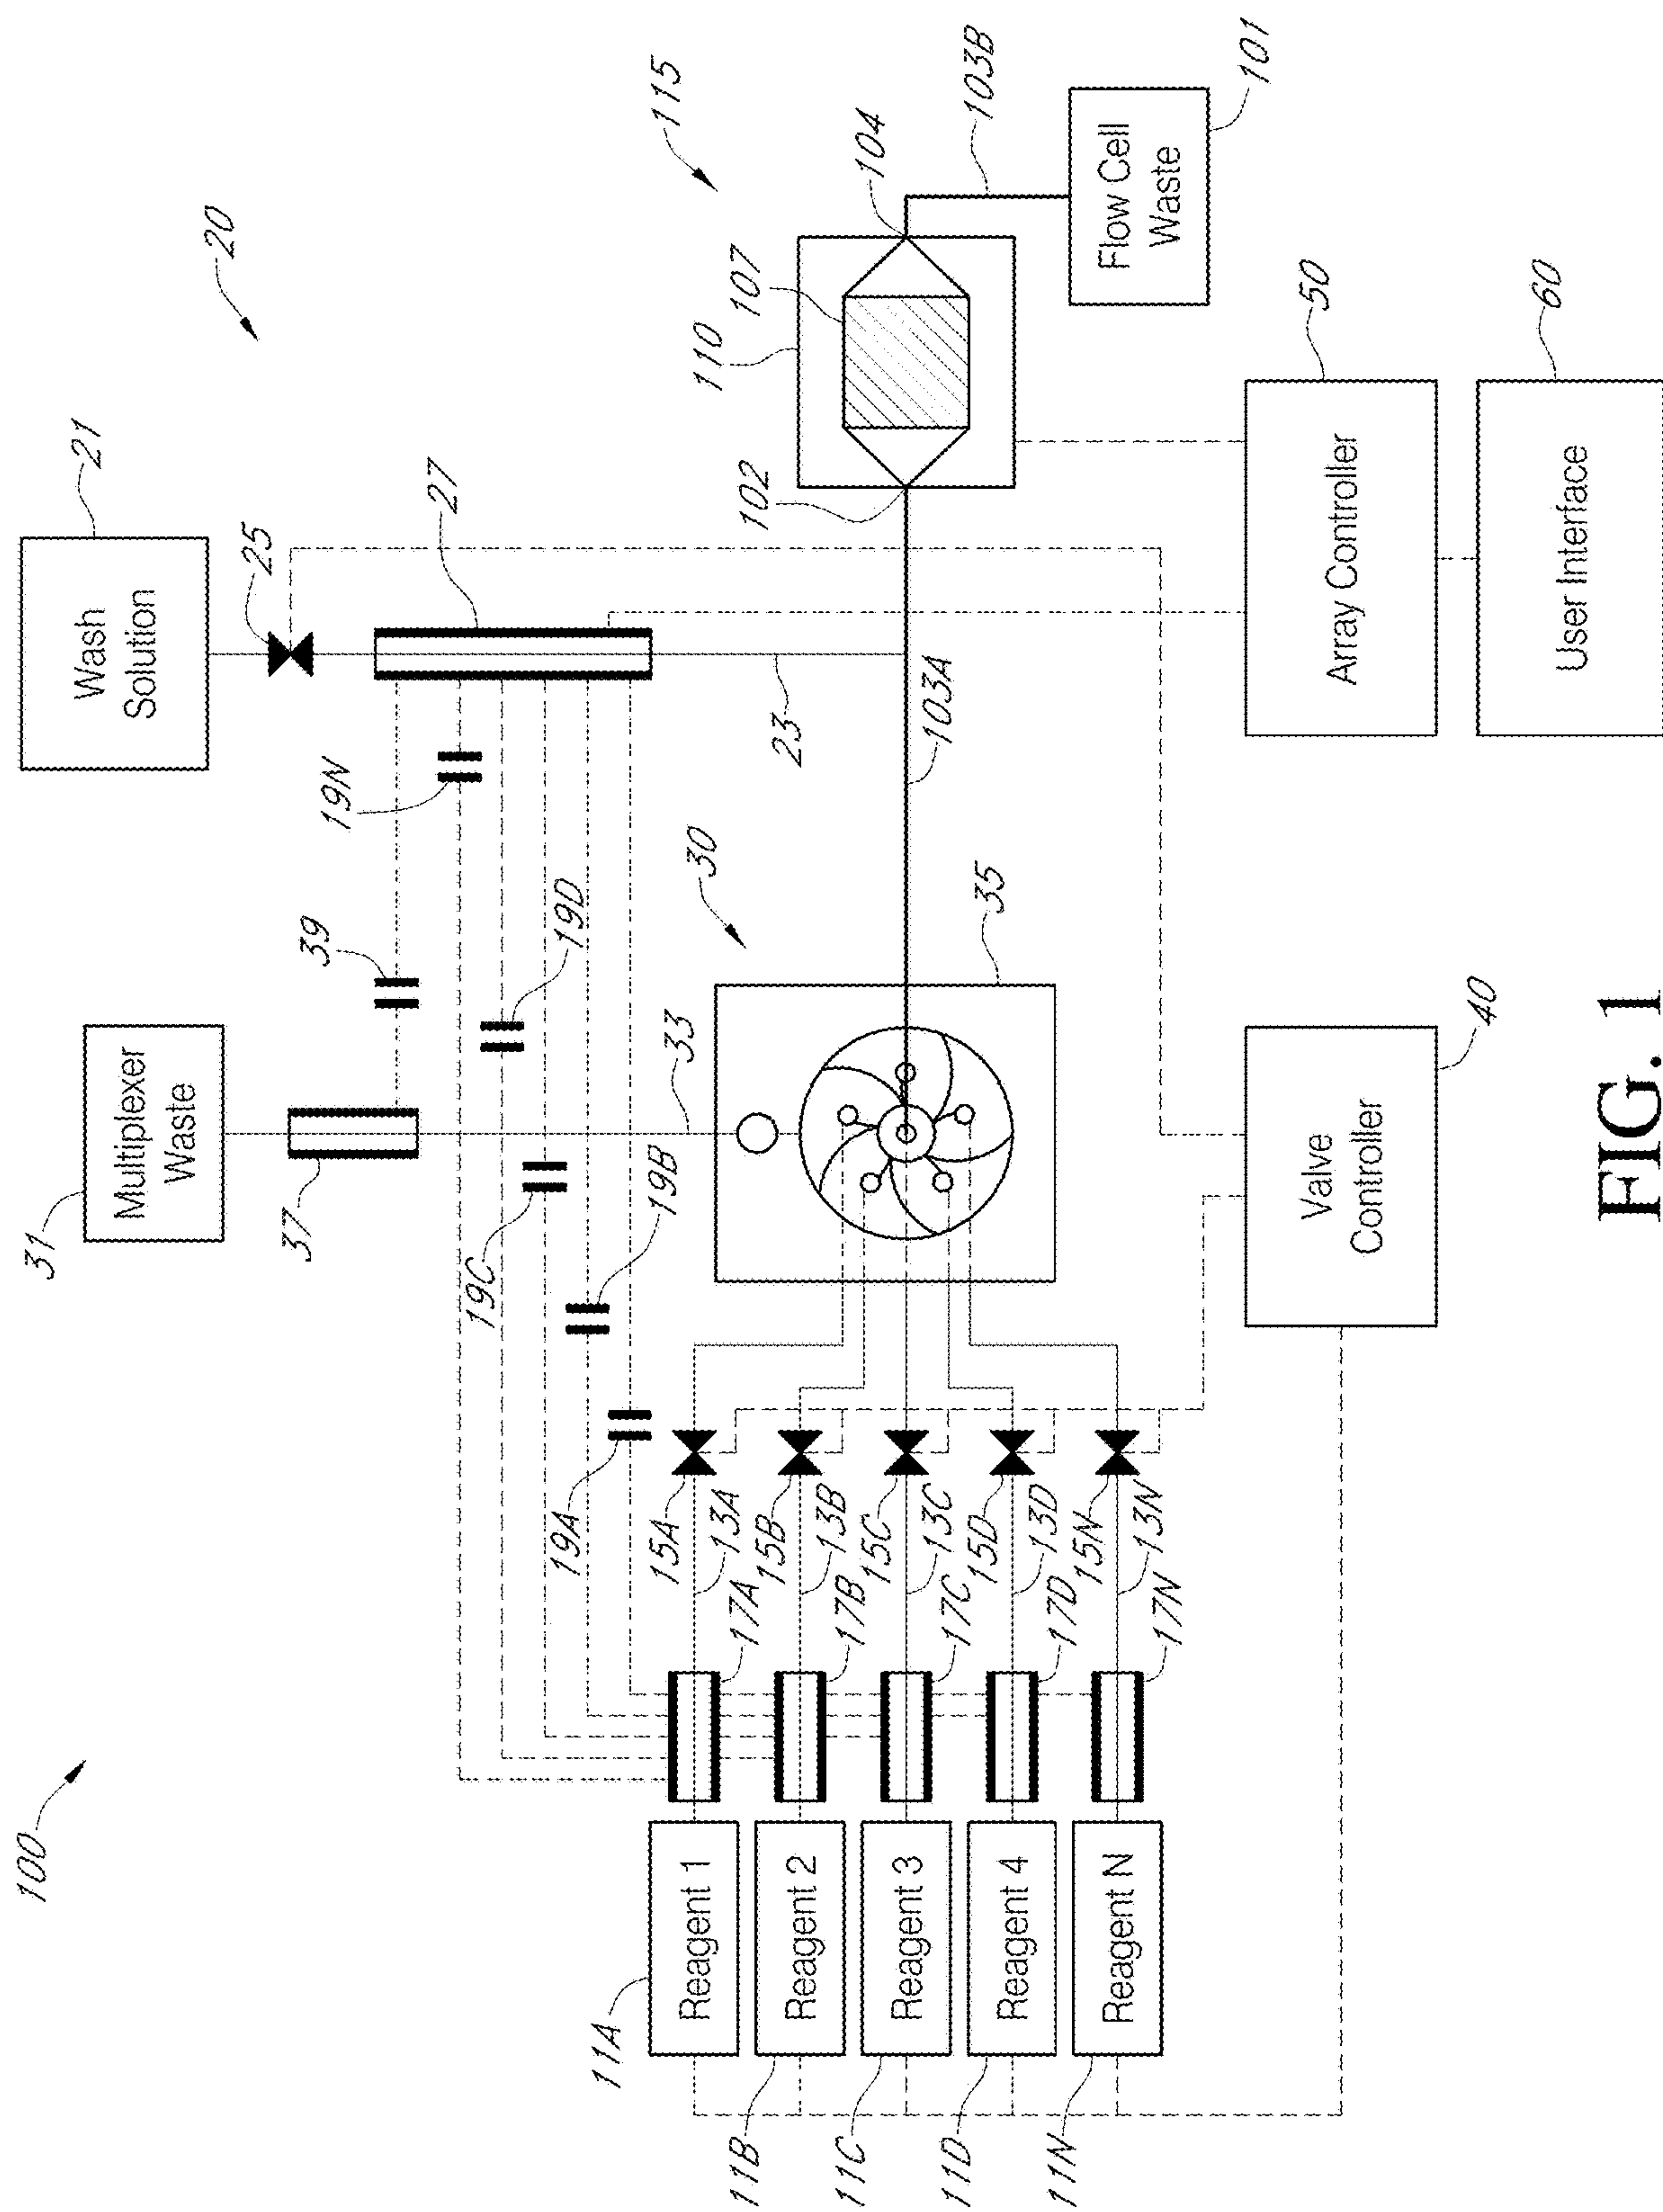 100
31
Multiplexer
Waste
37
39
Wash
Solution
21
25
20
27
19N
19D
19C
19B
19A
33
23
30
35
103A
115
110
107
102
104
103B
Flow Cell
Waste
101
11A
Reagent 1
17A
13A
15A
11B
Reagent 2
17B
13B
15B
11C
Reagent 3
17C
13C
15C
11D
Reagent 4
17D
13D
15D
11N
Reagent N
17N
13N
15N
Valve
Controller
40
Array Controller
50
User Interface
60
FIG. 1